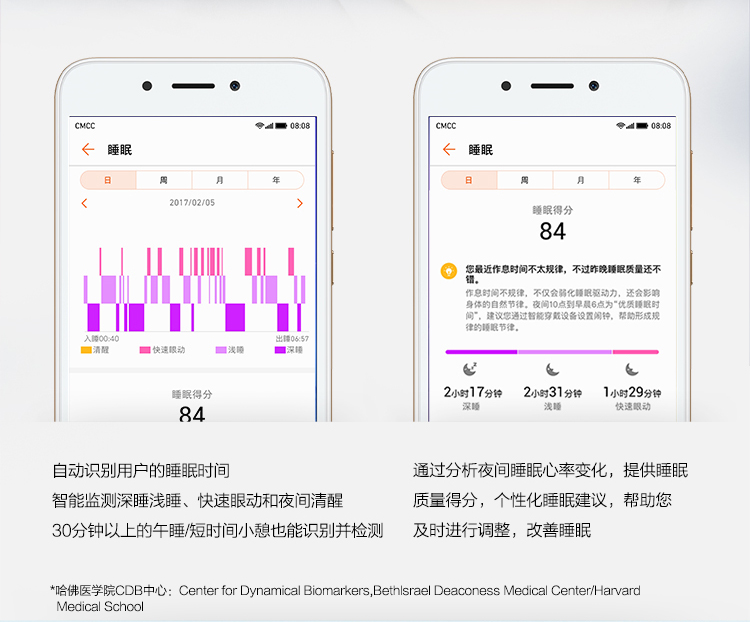 CMCC 08:08
睡眠
日 周 月 年
2017/02/05
入睡00:40 出睡06:57
清醒 快速眼动 浅睡 深睡
睡眠得分
84
CMCC 08:08
睡眠
日 周 月 年
睡眠得分
84
您最近作息时间不太规律，不过昨晚睡眠质量还不
错。
作息时间不规律，不仅会弱化睡眠驱动力，还会影响
身体的自然节律。夜间10点到早晨6点为“优质睡眠时
间”，建议您通过智能穿戴设备设置闹钟，帮助形成规
律的睡眠节律。
2小时17分钟 2小时31分钟 1小时29分钟
深睡 浅睡 快速眼动
自动识别用户的睡眠时间
智能监测深睡浅睡、快速眼动和夜间清醒
30分钟以上的午睡/短时间小憩也能识别并检测
通过分析夜间睡眠心率变化，提供睡眠
质量得分，个性化睡眠建议，帮助您
及时进行调整，改善睡眠
*哈佛医学院CDB中心：Center for Dynamical Biomarkers,BethIsrael Deaconess Medical Center/Harvard
Medical School